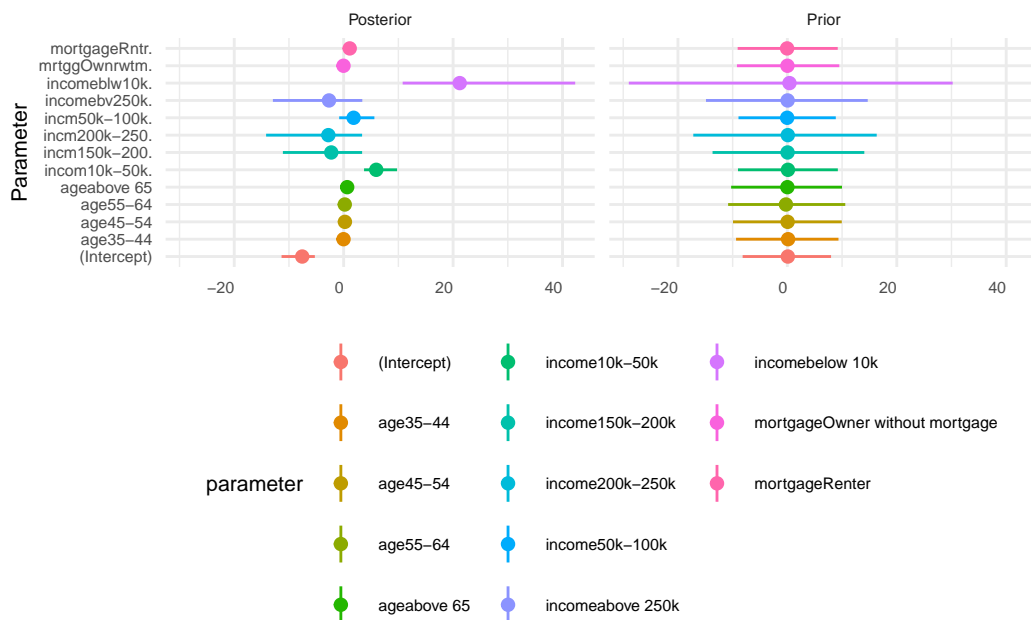 Posterior
Prior
Parameter
mortgageRntr.
mrtggOwnrwtm.
incomeblw10k.
incomebv250k.
incm50k−100k.
incm200k−250.
incm150k−200.
incom10k−50k.
ageabove 65
age55−64
age45−54
age35−44
(Intercept)
−20 0 20 40
−20 0 20 40
parameter
(Intercept)
age35−44
age45−54
age55−64
ageabove 65
income10k−50k
income150k−200k
income200k−250k
income50k−100k
incomeabove 250k
incomebelow 10k
mortgageOwner without mortgage
mortgageRenter